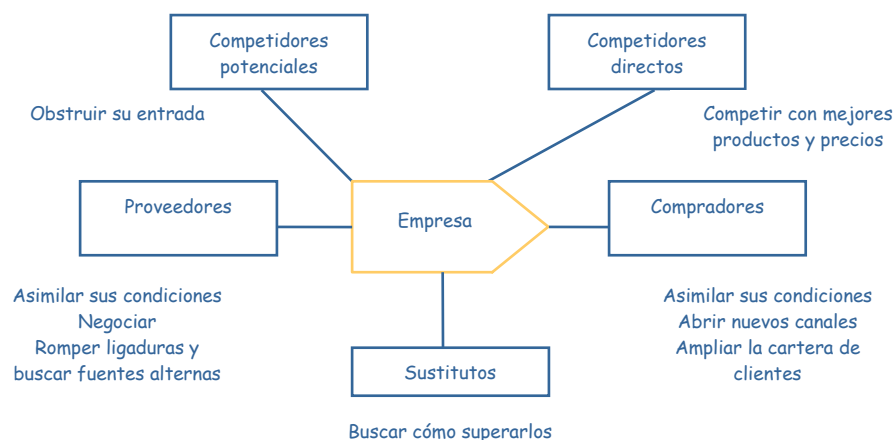 Competidores
potenciales
Competidores
directos
Obstruir su entrada
Competir con mejores
productos y precios
Proveedores
Empresa
Compradores
Asimilar sus condiciones
Negociar
Romper ligaduras y
buscar fuentes alternas
Asimilar sus condiciones
Abrir nuevos canales
Ampliar la cartera de
clientes
Sustitutos
Buscar cómo superarlos